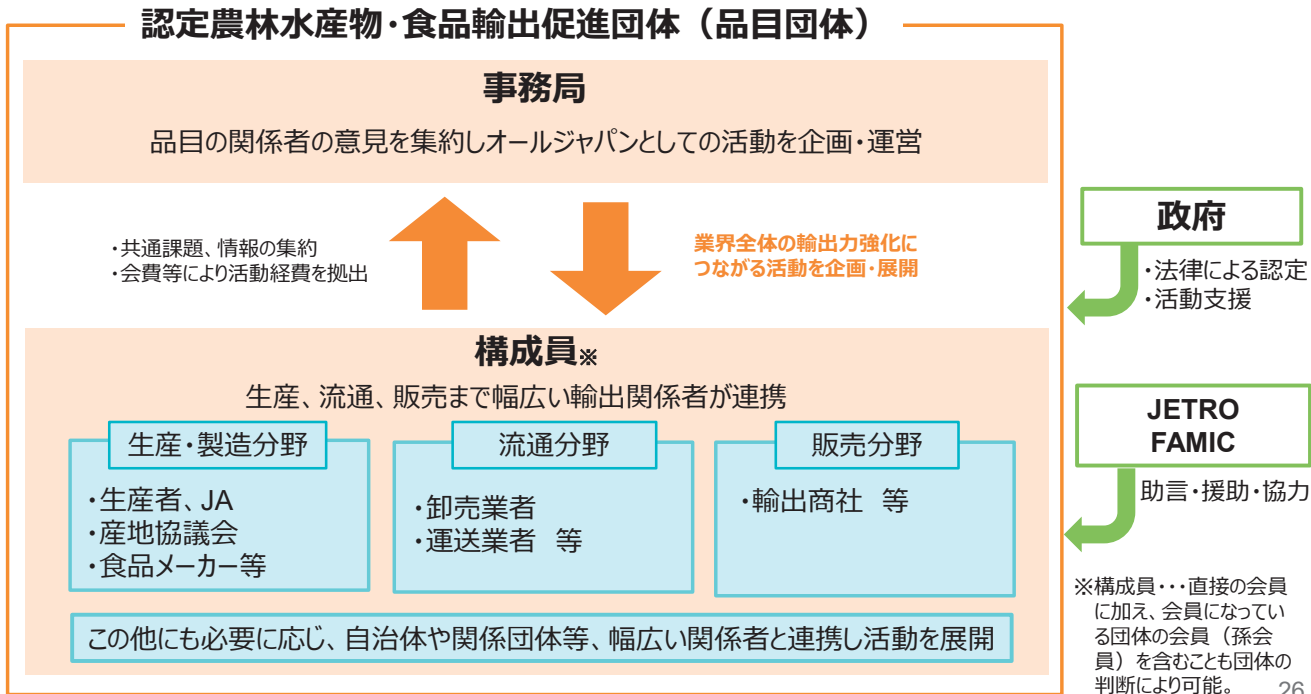 認定農林水産物・食品輸出促進団体（品目団体）
事務局
品目の関係者の意見を集約しオールジャパンとしての活動を企画・運営
・共通課題、情報の集約
・会費等により活動経費を拠出
業界全体の輸出力強化に
つながる活動を企画・展開
構成員※
生産、流通、販売まで幅広い輸出関係者が連携
生産・製造分野
・生産者、JA
・産地協議会
・食品メーカー等
流通分野
・卸売業者
・運送業者　等
販売分野
・輸出商社　等
この他にも必要に応じ、自治体や関係団体等、幅広い関係者と連携し活動を展開
政府
・法律による認定
・活動支援
JETRO
FAMIC
助言・援助・協力
※構成員・・・直接の会員
に加え、会員になってい
る団体の会員（孫会
員）を含むことも団体の
判断により可能。
26